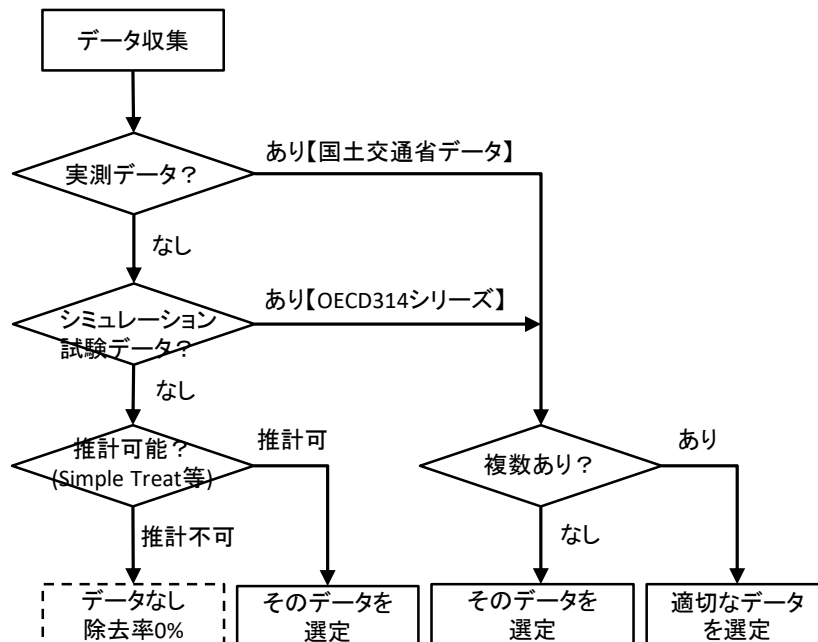 データ収集
あり【国土交通省データ】
実測データ？
なし
あり【OECD314シリーズ】
シミュレーション
試験データ？
なし
推計可能？
(Simple Treat等)
推計可
複数あり？
あり
推計不可
なし
データなし
除去率0%
そのデータを
選定
そのデータを
選定
適切なデータ
を選定